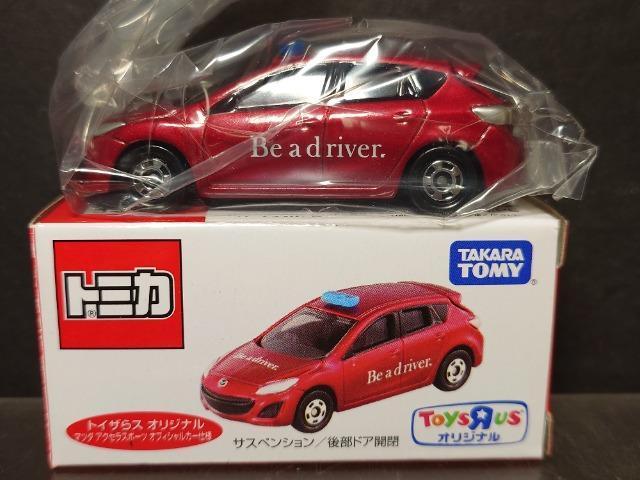 Be a driver.
トミカ
®
TAKARA
TOMY
®
Be a driver.
Be a driver.
トイザらス オリジナル
マツダ アクセラスポーツ オフィシャルカー仕様
サスペンション／後部ドア開閉
ToysЯus
オリジナル